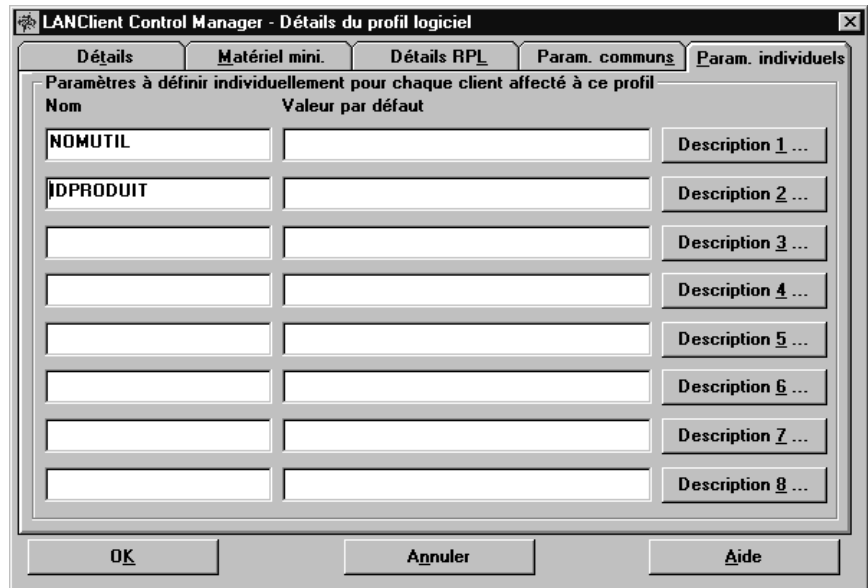 LANClient Control Manager - Détails du profil logiciel
Détails Matériel mini. Détails RPL Param. communs Param. individuels
Paramètres à définir individuellement pour chaque client affecté à ce profil
Nom Valeur par défaut
NOMUTIL Description 1 ...
IDPRODUIT Description 2 ...
Description 3 ...
Description 4 ...
Description 5 ...
Description 6 ...
Description 7 ...
Description 8 ...
OK Annuler Aide